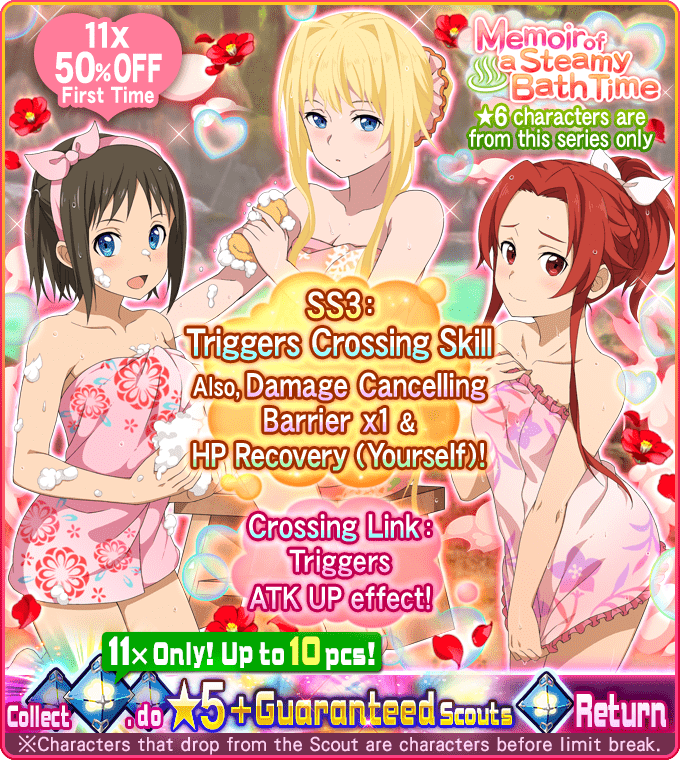 11x
50%OFF
First Time
Memoir of
a Steamy
Bath Time
★6 characters are
from this series only
SS3:
Triggers Crossing Skill
Also, Damage Cancelling
Barrier x1 &
HP Recovery (Yourself)!
Crossing Link:
Triggers
ATK UP effect!
11× Only! Up to 10 pcs!
Collect , do ★5+Guaranteed Scouts Return
※Characters that drop from the Scout are characters before limit break.